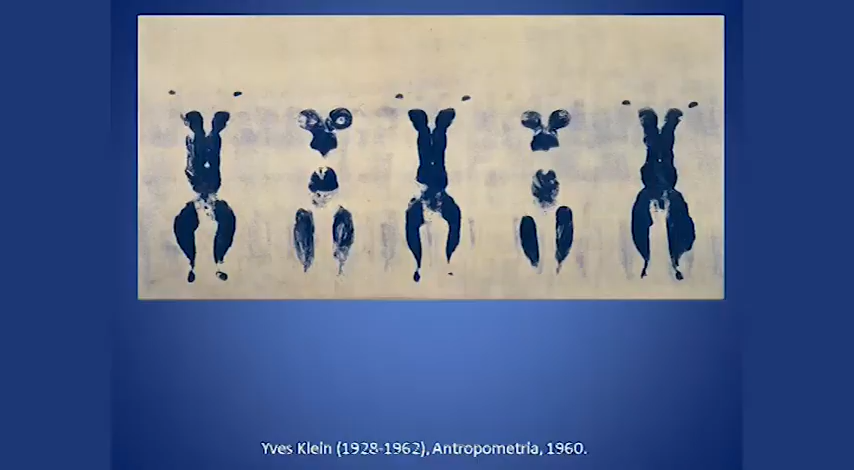 Yves Klein (1928-1962), Antropometria, 1960.